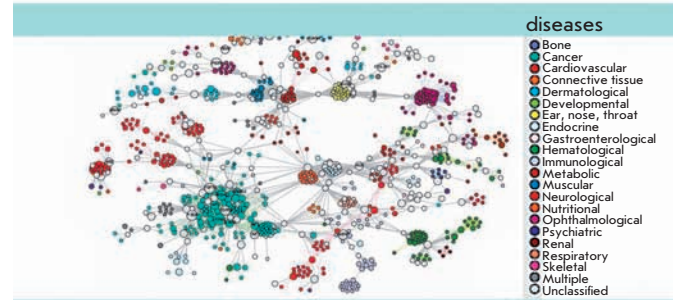 diseases
Bone
Cancer
Cardiovascular
Connective tissue
Dermatological
Developmental
Ear, nose, throat
Endocrine
Gastroenterological
Hematological
Immunological
Metabolic
Muscular
Neurological
Nutritional
Ophthalmological
Psychiatric
Renal
Respiratory
Skeletal
Multiple
Unclassified